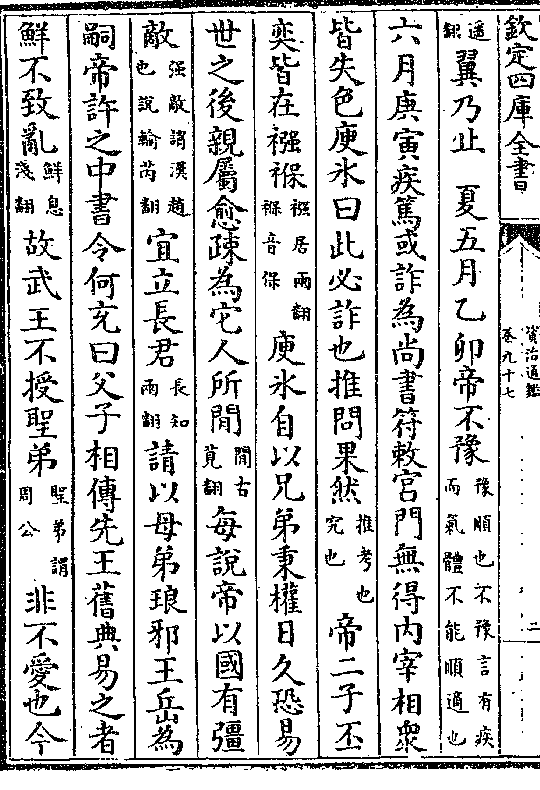 欽定四庫全書
資治通鑑
卷九十七
二
遥翻翼乃止 夏五月乙卯帝不豫豫順也不豫言有疾而氣體不能順適也
六月庚寅疾篤或詐為尚書符敕宮門無得内宰相衆
皆失色庾氷曰此必詐也推問果然推考也究也帝二子丕
奕皆在襁褓襁居兩翻褓音保庾氷自以兄弟秉權日久恐易
世之後親屬愈疎為它人所閒閒古莧翻每說帝以國有彊
敵强敵謂漢趙也說輸芮翻宜立長君長知兩翻請以母弟琅邪王岳為
嗣帝許之中書令何充曰父子相傳先王舊典易之者
鮮不致亂鮮息淺翻故武王不授聖弟聖弟謂周公非不愛也今